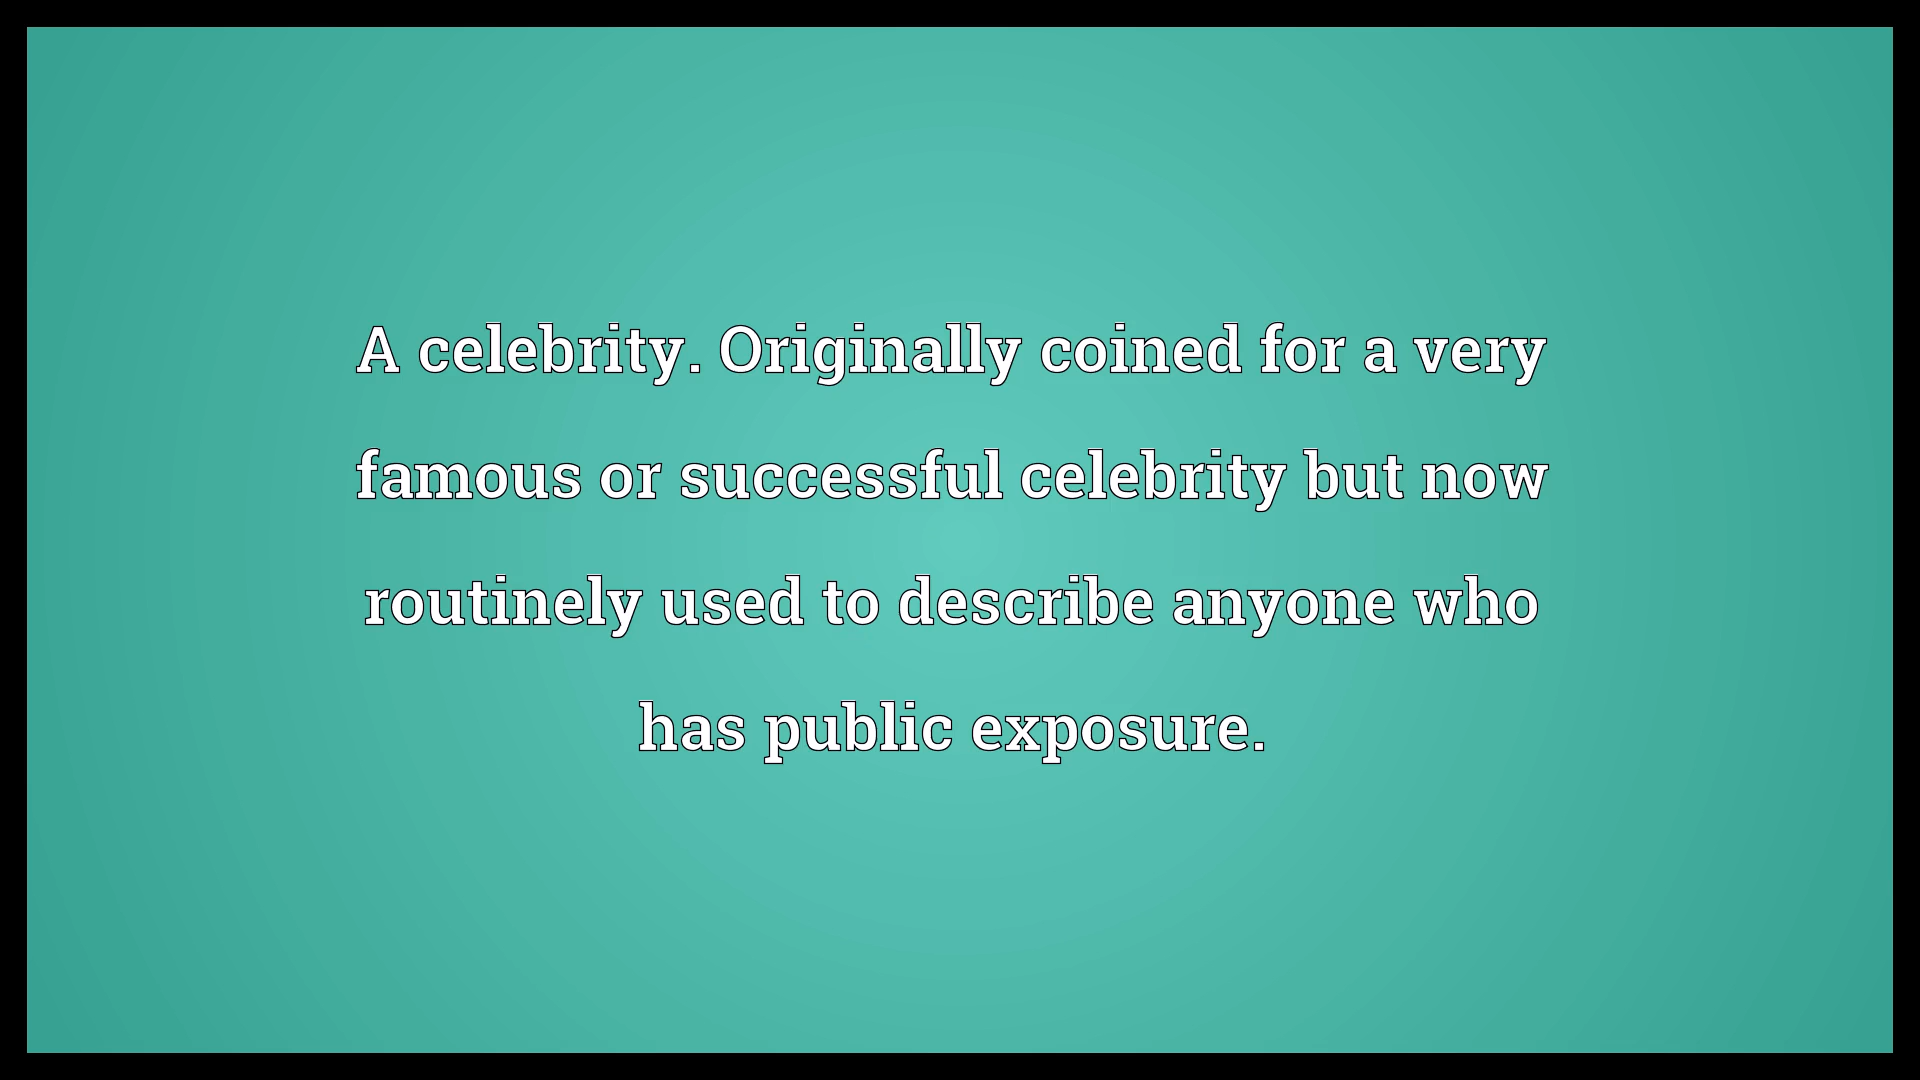 A celebrity. Originally coined for a very
famous or successful celebrity but now
routinely used to describe anyone who
has public exposure.